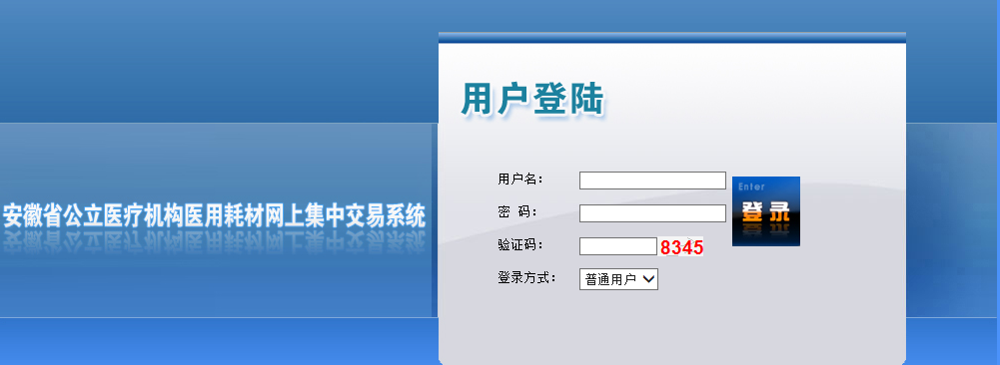 用户登陆
用户名：
Enter
登录
密 码：
安徽省公立医疗机构医用耗材网上集中交易系统
验证码： 8345
登录方式： 普通用户